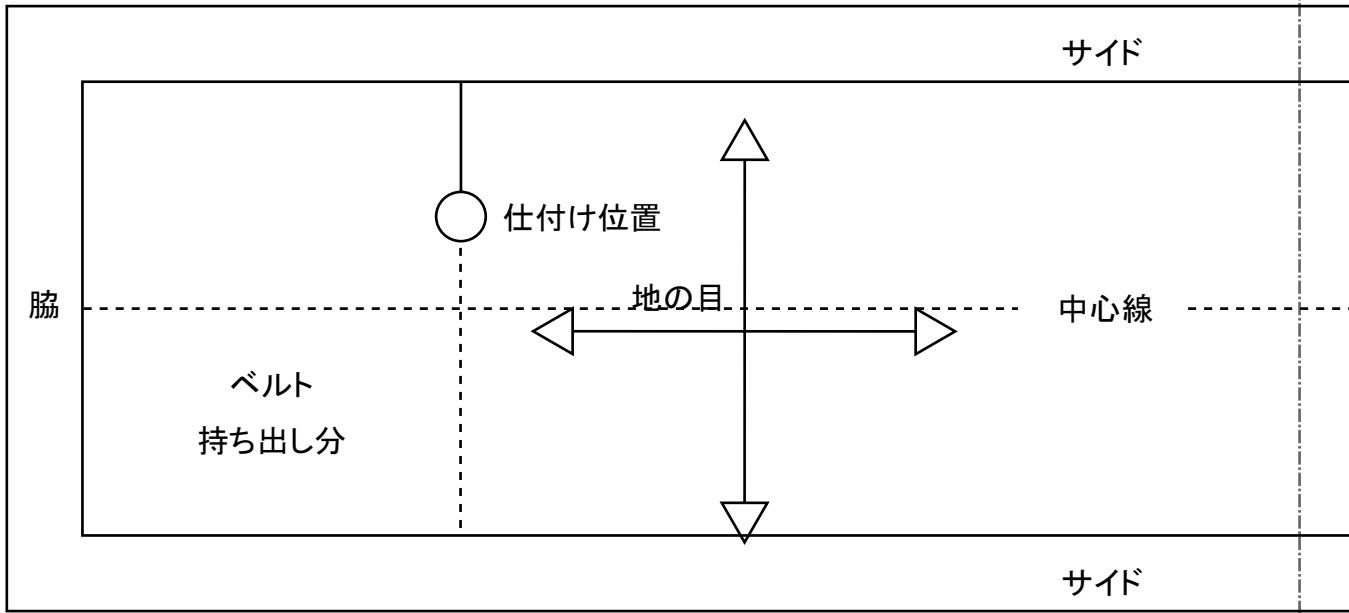 サイド
仕付け位置
地の目
脇
中心線
ベルト
持ち出し分
サイド